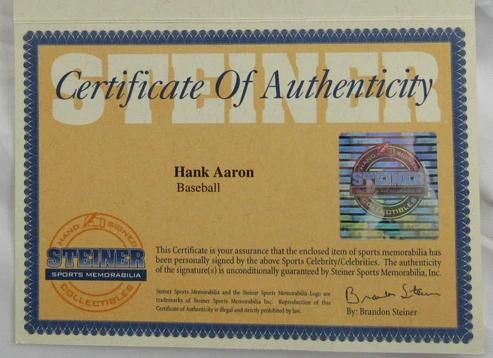 STEINER
Certificate Of Authenticity
Hank Aaron
Baseball
HAND SIGNED
STEINER
COLLECTIBLES
HAND SIGNED
STEINER
SPORTS MEMORABILIA
COLLECTIBLES
This Certificate is your assurance that the enclosed item of sports memorabilia has
been personally signed by the above Sports Celebrity/Celebrities. The authenticity
of the signature(s) is unconditionally guaranteed by Steiner Sports Memorabilia, Inc.
Steiner Sports Memorabilia and the Steiner Sports Memorabilia Logo are
trademarks of Steiner Sports Memorabilia Inc. Reproduction of this
Certificate of Authenticity is illegal and strictly prohibited by law.
Brandon Steiner
By: Brandon Steiner